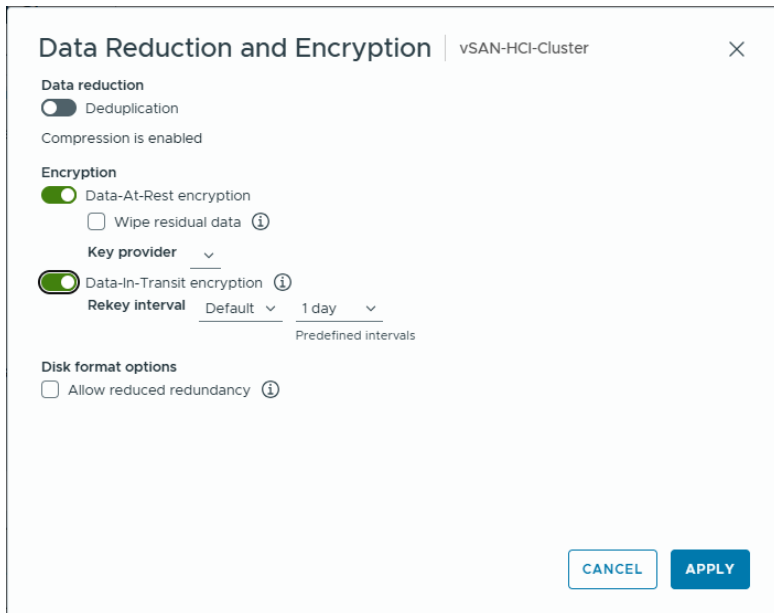 Data Reduction and Encryption vSAN-HCI-Cluster
Data reduction
Deduplication
Compression is enabled
Encryption
Data-At-Rest encryption
Wipe residual data
Key provider
Data-In-Transit encryption
Rekey interval Default 1 day
Predefined intervals
Disk format options
Allow reduced redundancy
CANCEL APPLY